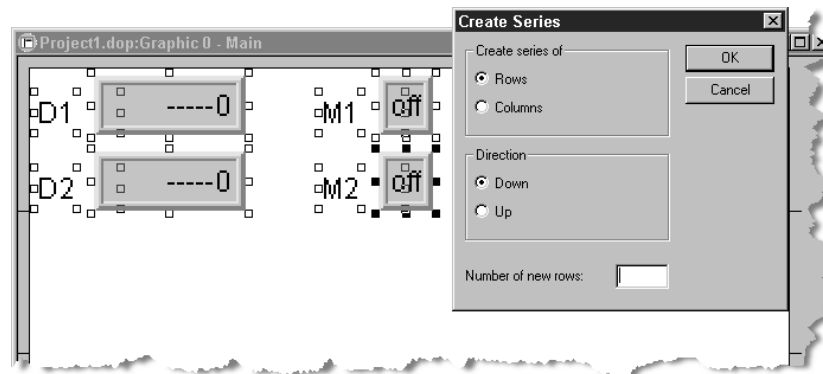 Project1.dop:Graphic 0 - Main
D1 -----0 M1 off
D2 -----0 M2 off
Create Series
Create series of
Rows
Columns
Direction
Down
Up
Number of new rows:
OK
Cancel